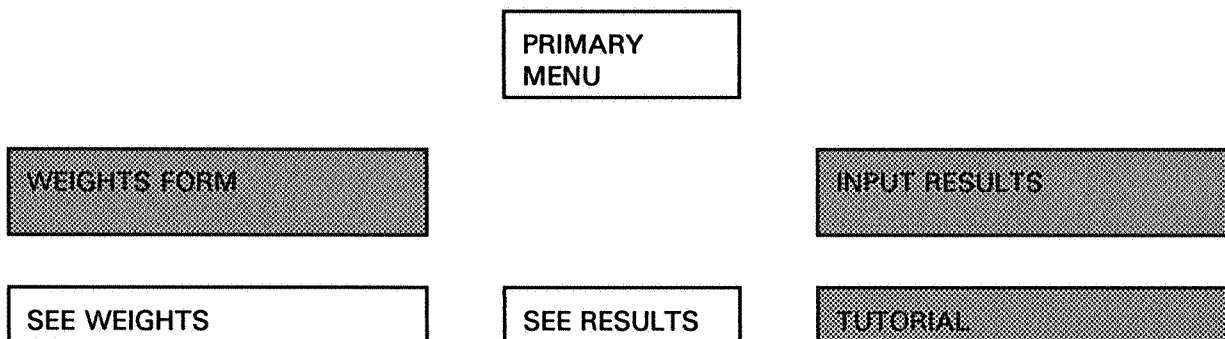 PRIMARY
MENU
WEIGHTS FORM
INPUT RESULTS
SEE WEIGHTS
SEE RESULTS
TUTORIAL